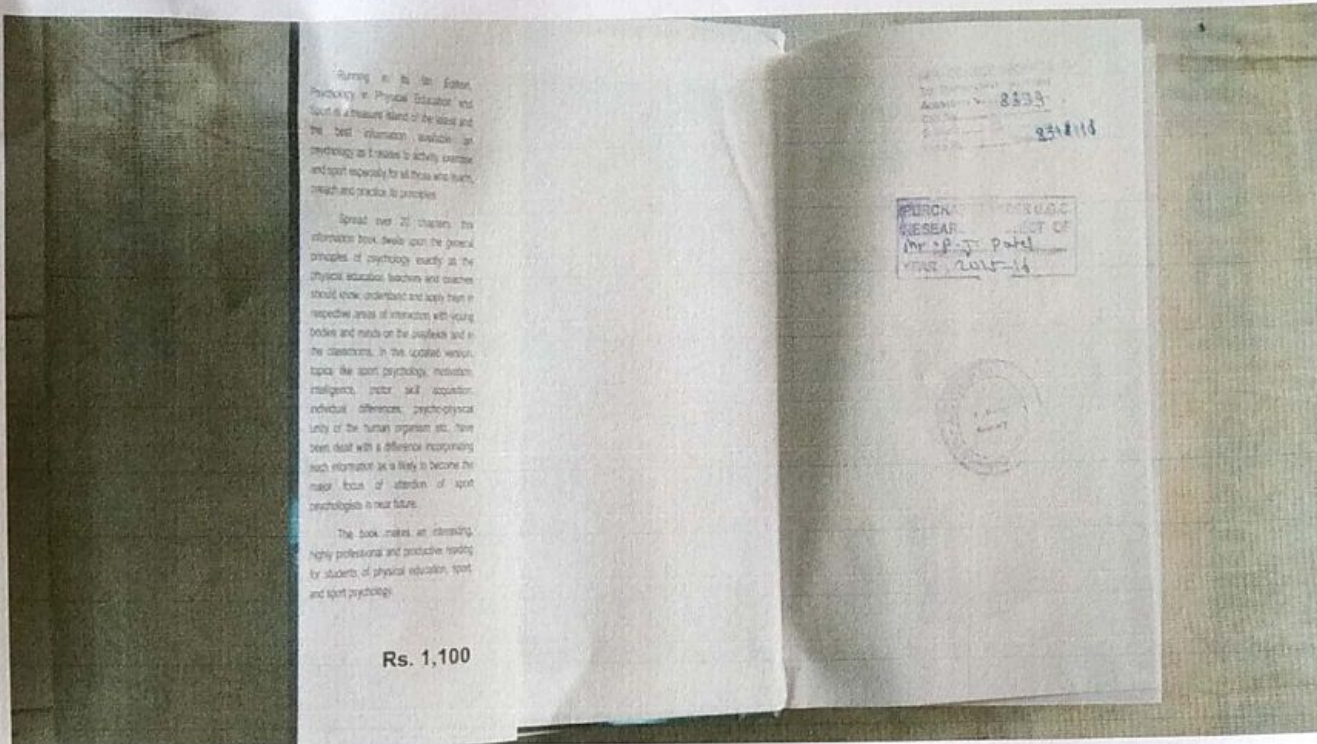 Running in its Edition,
Psychology in Physical Education and
Sport is a treasure island of the latest and
the best information available on
psychology as it relates to activity, exercise
and sport especially for all those who teach,
preach and practice its principles.
Spread over 20 chapters, this
information book dwells upon the general
principles of psychology exactly as the
physical education teachers and coaches
should know, understand and apply them in
respective areas of interaction with young
bodies and minds on the playfields and in
the classrooms. In this updated version,
topics like sport psychology, motivation,
intelligence, motor skill acquisition,
individual differences, psycho-physical
unity of the human organism etc. have
been dealt with a difference incorporating
such information as is likely to become the
major focus of attention of sport
psychologists in near future.
The book makes an interesting,
highly professional and productive reading
for students of physical education, sport
and sport psychology.
Rs. 1,100
8339
PURCHA U.G.C
RESEAR CT OF
Mr. P. J. Patel
YEAR 2015-16